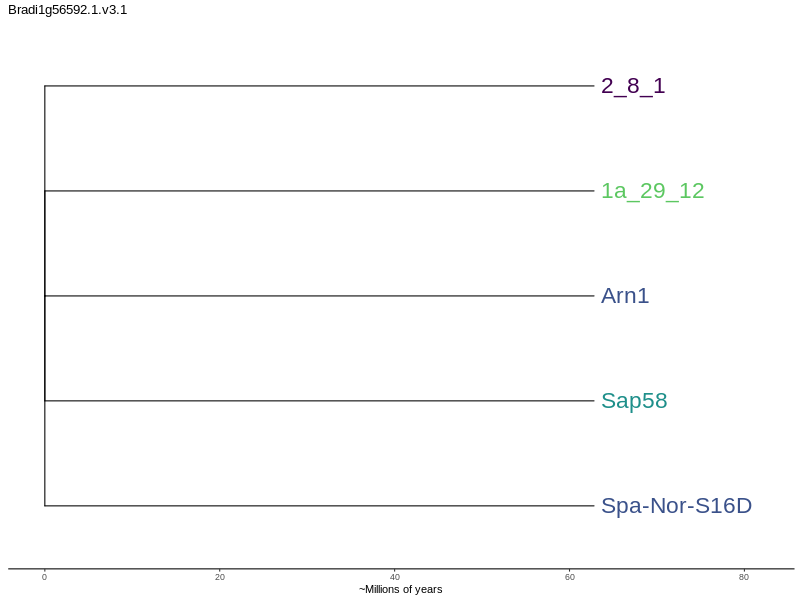 Bradi1g56592.1.v3.1
2_8_1
1a_29_12
Arn1
Sap58
Spa-Nor-S16D
0 20 40 60 80
~Millions of years